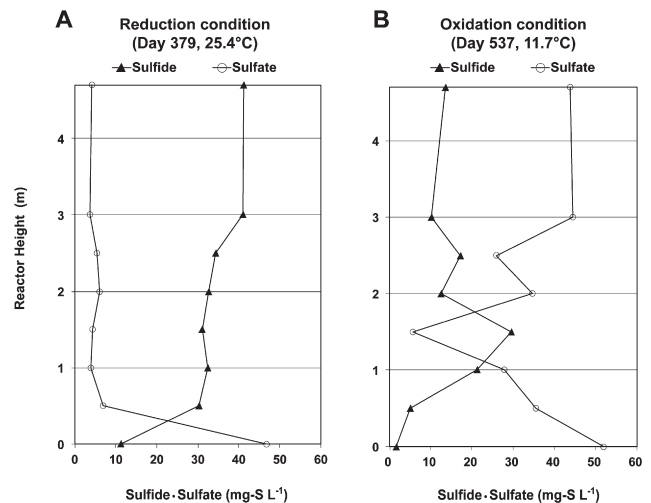 A
Reduction condition
(Day 379, 25.4°C)
Sulfide
Sulfate
Reactor Height (m)
4
3
2
1
0
0 10 20 30 40 50 60
Sulfide・Sulfate (mg-S L⁻¹)
B
Oxidation condition
(Day 537, 11.7°C)
Sulfide
Sulfate
4
3
2
1
0
0 10 20 30 40 50 60
Sulfide・Sulfate (mg-S L⁻¹)